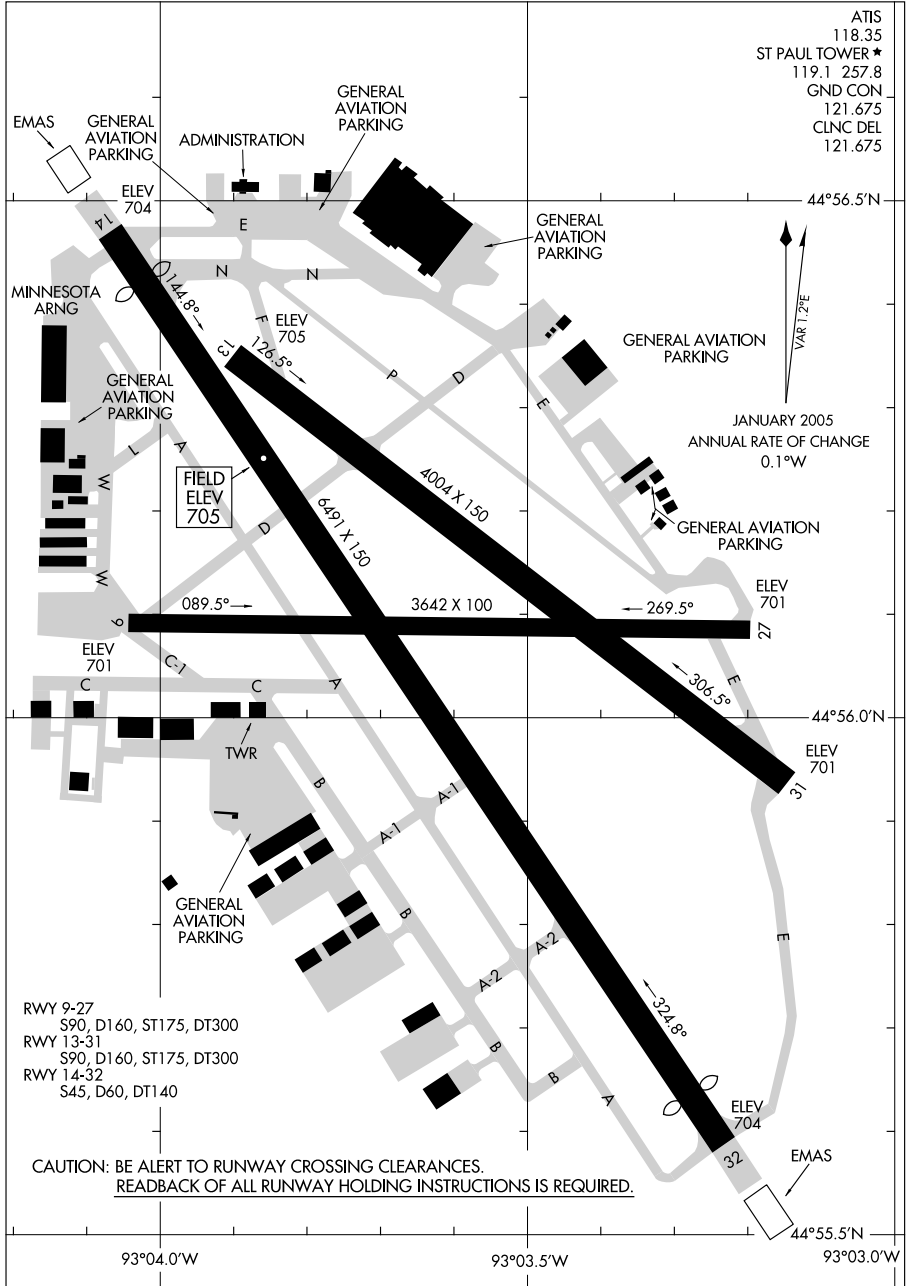 ATIS
118.35
ST PAUL TOWER ★
119.1 257.8
GND CON
121.675
CLNC DEL
121.675
EMAS
GENERAL
AVIATION
PARKING
ADMINISTRATION
GENERAL
AVIATION
PARKING
ELEV
704
14
E
44°56.5'N
GENERAL
AVIATION
PARKING
N
N
144.8°
MINNESOTA
ARNG
F
ELEV
705
13
126.5°
VAR 1.2°E
GENERAL AVIATION
PARKING
P
D
E
JANUARY 2005
ANNUAL RATE OF CHANGE
0.1°W
GENERAL
AVIATION
PARKING
L
A
W
FIELD
ELEV
705
D
6491 X 150
4004 X 150
GENERAL AVIATION
PARKING
W
089.5°
3642 X 100
269.5°
ELEV
701
9
27
ELEV
701
C-1
C
C
A
E
306.5°
44°56.0'N
TWR
ELEV
701
31
B
A-1
A-1
GENERAL
AVIATION
PARKING
B
A-2
A-2
E
324.8°
RWY 9-27
S90, D160, ST175, DT300
RWY 13-31
S90, D160, ST175, DT300
RWY 14-32
S45, D60, DT140
B
B
A
ELEV
704
32
EMAS
CAUTION: BE ALERT TO RUNWAY CROSSING CLEARANCES.
READBACK OF ALL RUNWAY HOLDING INSTRUCTIONS IS REQUIRED.
44°55.5'N
93°04.0'W
93°03.5'W
93°03.0'W